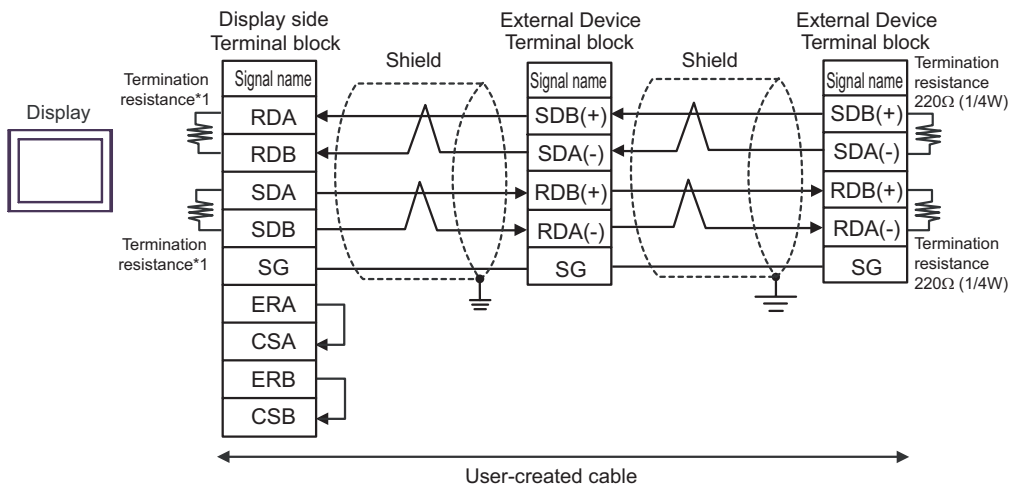 Display side
Terminal block
External Device
Terminal block
External Device
Terminal block
Shield
Shield
Display
Termination
resistance*1
Termination
resistance*1
Signal name
RDA
RDB
SDA
SDB
SG
ERA
CSA
ERB
CSB
Signal name
SDB(+)
SDA(-)
RDB(+)
RDA(-)
SG
Signal name
SDB(+)
SDA(-)
RDB(+)
RDA(-)
SG
Termination
resistance
220Ω (1/4W)
Termination
resistance
220Ω (1/4W)
User-created cable